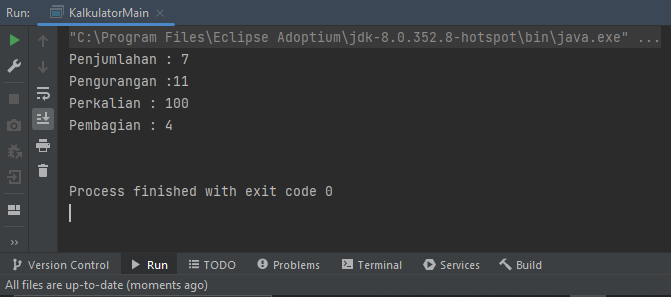 Run: KalkulatorMain ×
"C:\Program Files\Eclipse Adoptium\jdk-8.0.352.8-hotspot\bin\java.exe" ...
Penjumlahan : 7
Pengurangan :11
Perkalian : 100
Pembagian : 4
Process finished with exit code 0
»
Version Control Run TODO Problems Terminal Services Build
All files are up-to-date (moments ago)